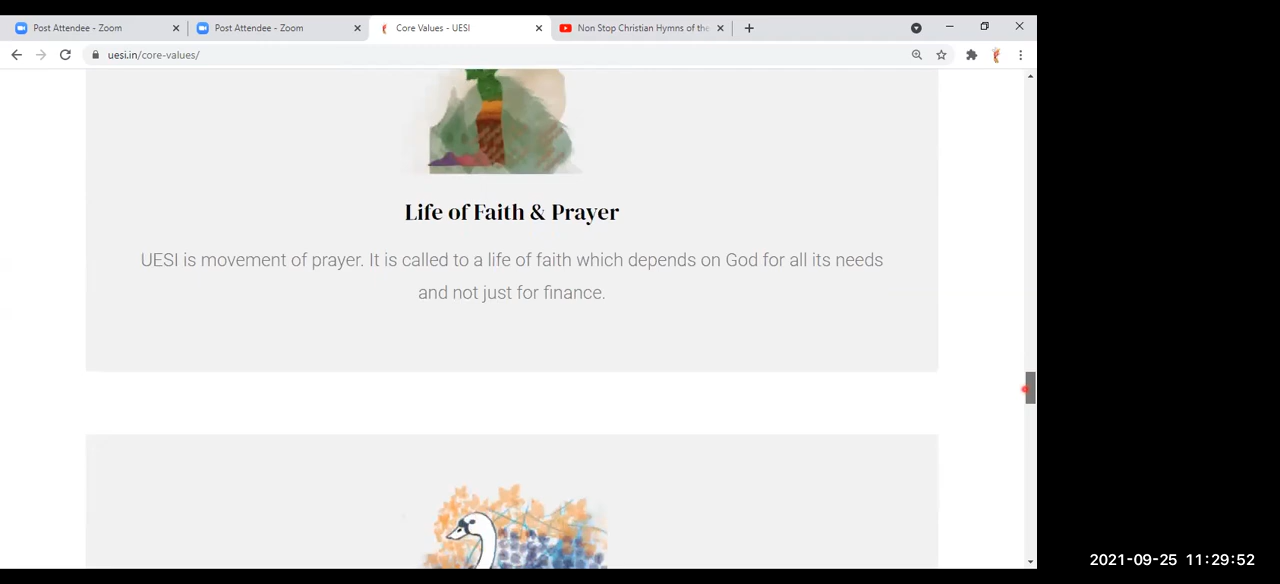 Post Attendee - Zoom
Post Attendee - Zoom
Core Values - UESI
Non Stop Christian Hymns of the
uesi.in/core-values/
Life of Faith & Prayer
UESI is movement of prayer. It is called to a life of faith which depends on God for all its needs
and not just for finance.
2021-09-25 11:29:52